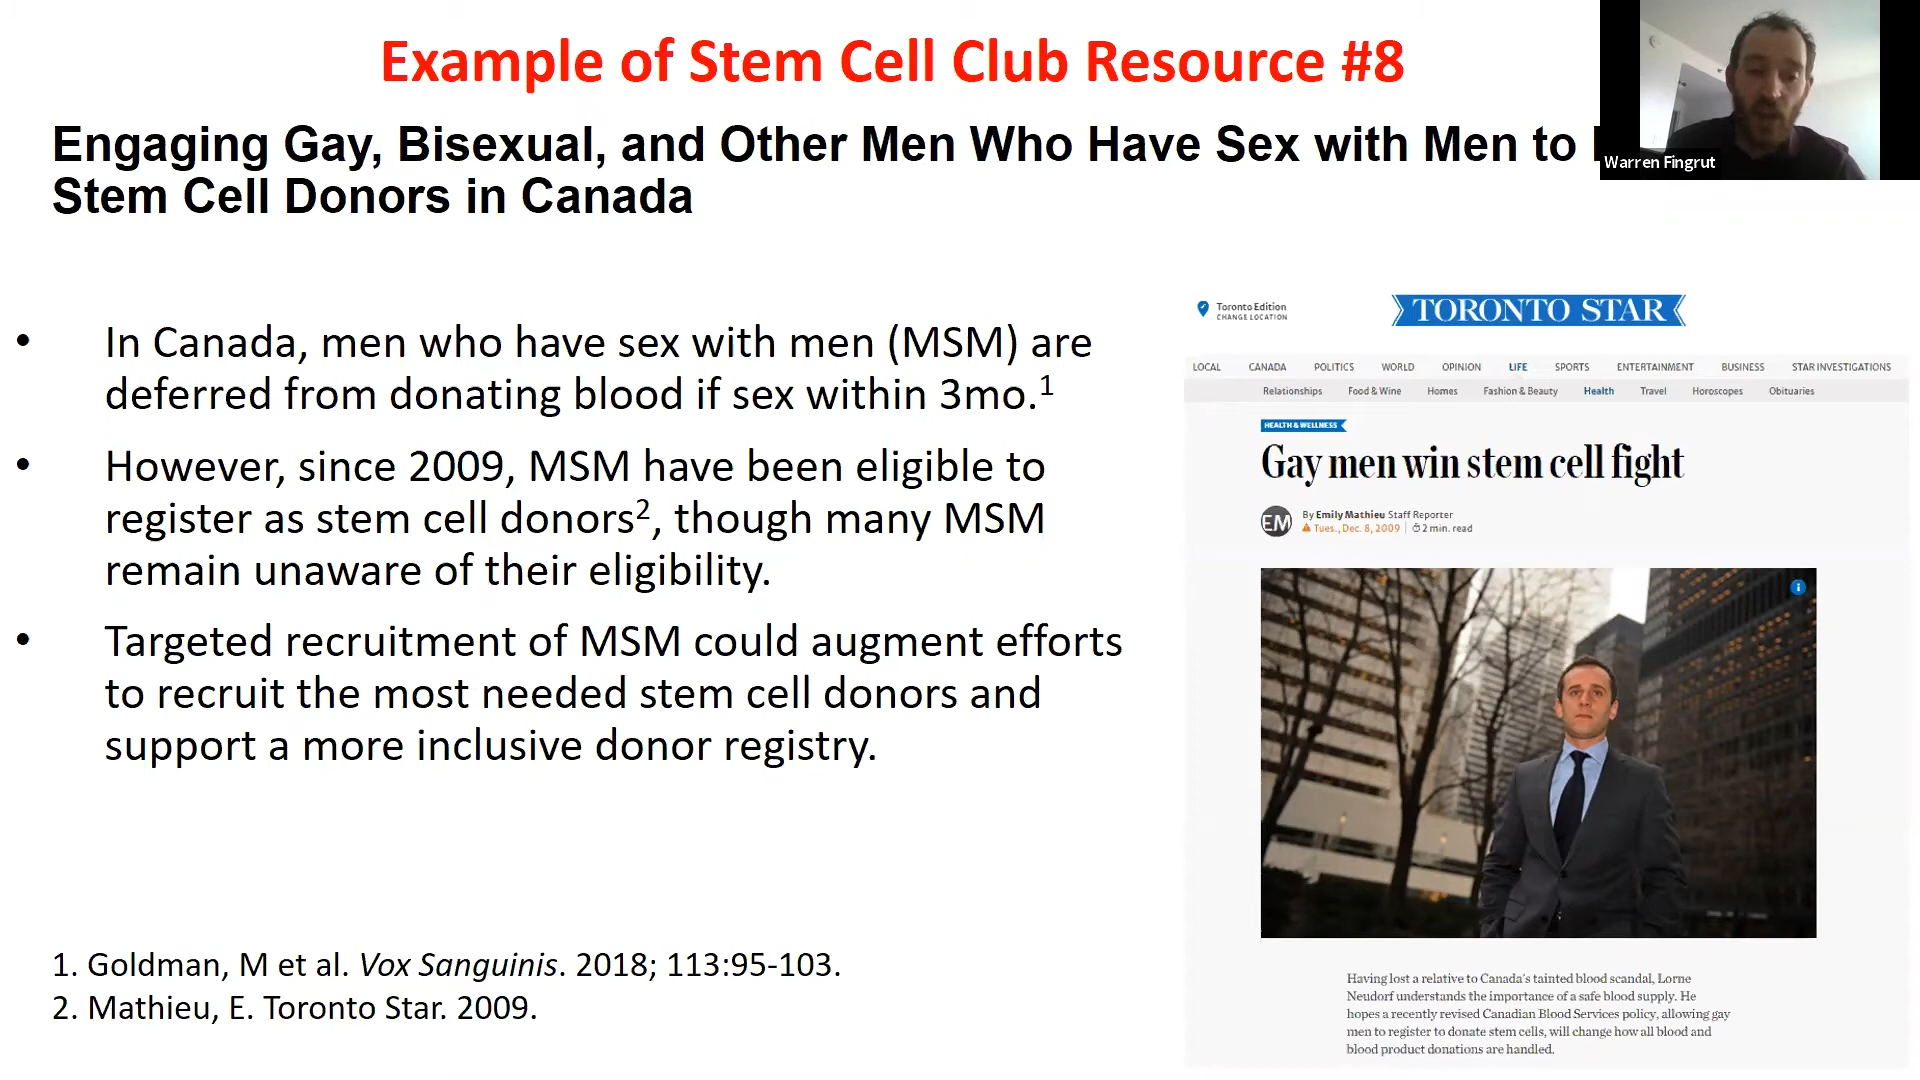 Example of Stem Cell Club Resource #8
Engaging Gay, Bisexual, and Other Men Who Have Sex with Men to
Stem Cell Donors in Canada
Warren Fingrut
• In Canada, men who have sex with men (MSM) are
deferred from donating blood if sex within 3mo.1
• However, since 2009, MSM have been eligible to
register as stem cell donors2, though many MSM
remain unaware of their eligibility.
• Targeted recruitment of MSM could augment efforts
to recruit the most needed stem cell donors and
support a more inclusive donor registry.
1. Goldman, M et al. Vox Sanguinis. 2018; 113:95-103.
2. Mathieu, E. Toronto Star. 2009.
Toronto Edition
CHANGE LOCATION
TORONTO STAR
LOCAL CANADA POLITICS WORLD OPINION LIFE SPORTS ENTERTAINMENT BUSINESS STAR INVESTIGATIONS
Relationships Food & Wine Homes Fashion & Beauty Health Travel Horoscopes Obituaries
HEALTH & WELLNESS
Gay men win stem cell fight
EM
By Emily Mathieu Staff Reporter
Tues., Dec. 8, 2009 2 min. read
i
Having lost a relative to Canada's tainted blood scandal, Lorne
Neudorf understands the importance of a safe blood supply. He
hopes a recently revised Canadian Blood Services policy, allowing gay
men to register to donate stem cells, will change how all blood and
blood product donations are handled.